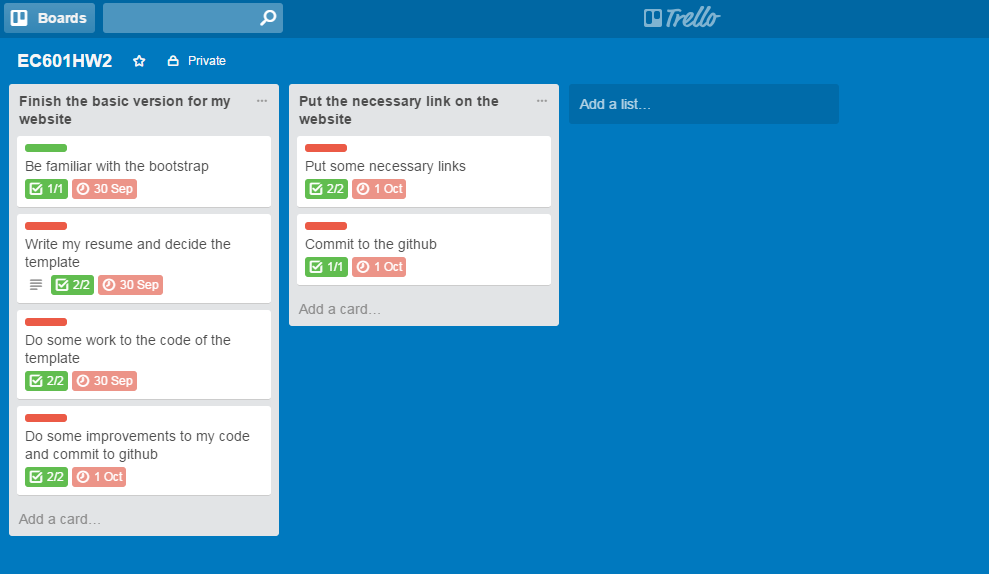 Boards
Trello
EC601HW2
Private
Finish the basic version for my
website
Be familiar with the bootstrap
1/1
30 Sep
Write my resume and decide the
template
2/2
30 Sep
Do some work to the code of the
template
2/2
30 Sep
Do some improvements to my code
and commit to github
2/2
1 Oct
Add a card...
Put the necessary link on the
website
Put some necessary links
2/2
1 Oct
Commit to the github
1/1
1 Oct
Add a card...
Add a list...